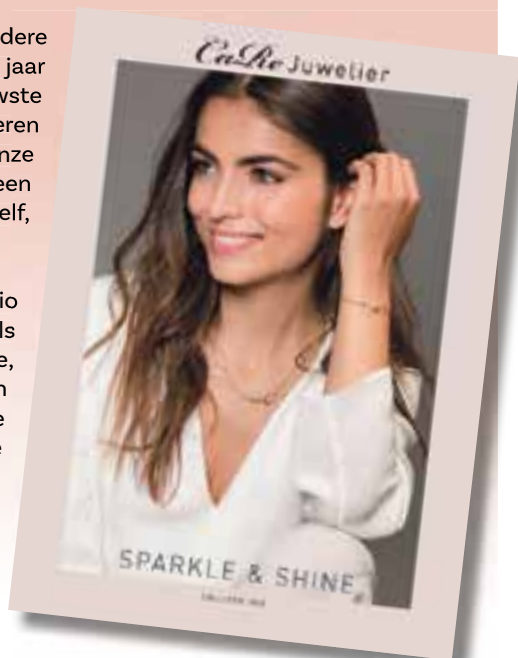 dere
jaar
wste
eren
nze
een
elf,
io
ls
e,
n
e
CaRe Juwelier
SPARKLE & SHINE